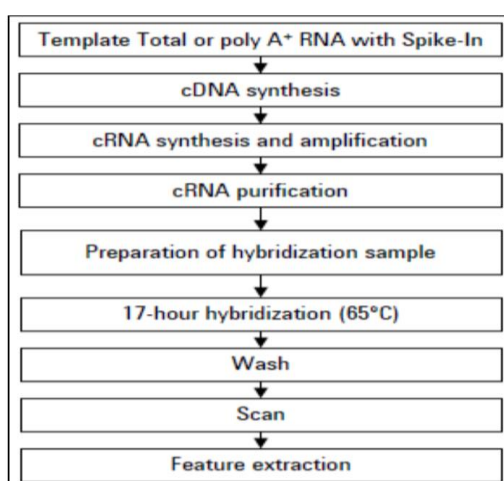 Template Total or poly A⁺ RNA with Spike-In
cDNA synthesis
cRNA synthesis and amplification
cRNA purification
Preparation of hybridization sample
17-hour hybridization (65°C)
Wash
Scan
Feature extraction